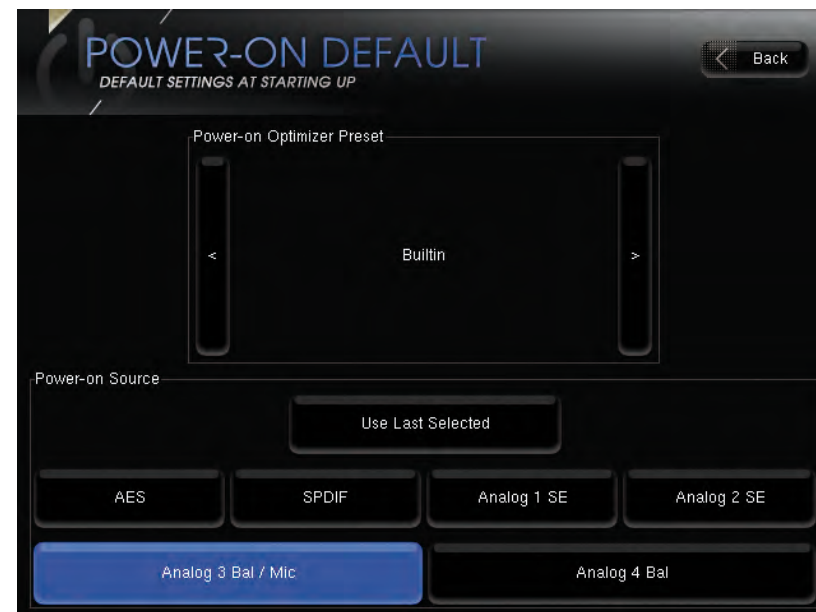 POWER-ON DEFAULT
DEFAULT SETTINGS AT STARTING UP
< Back
Power-on Optimizer Preset
< Builtin >
Power-on Source
Use Last Selected
AES SPDIF Analog 1 SE Analog 2 SE
Analog 3 Bal / Mic Analog 4 Bal